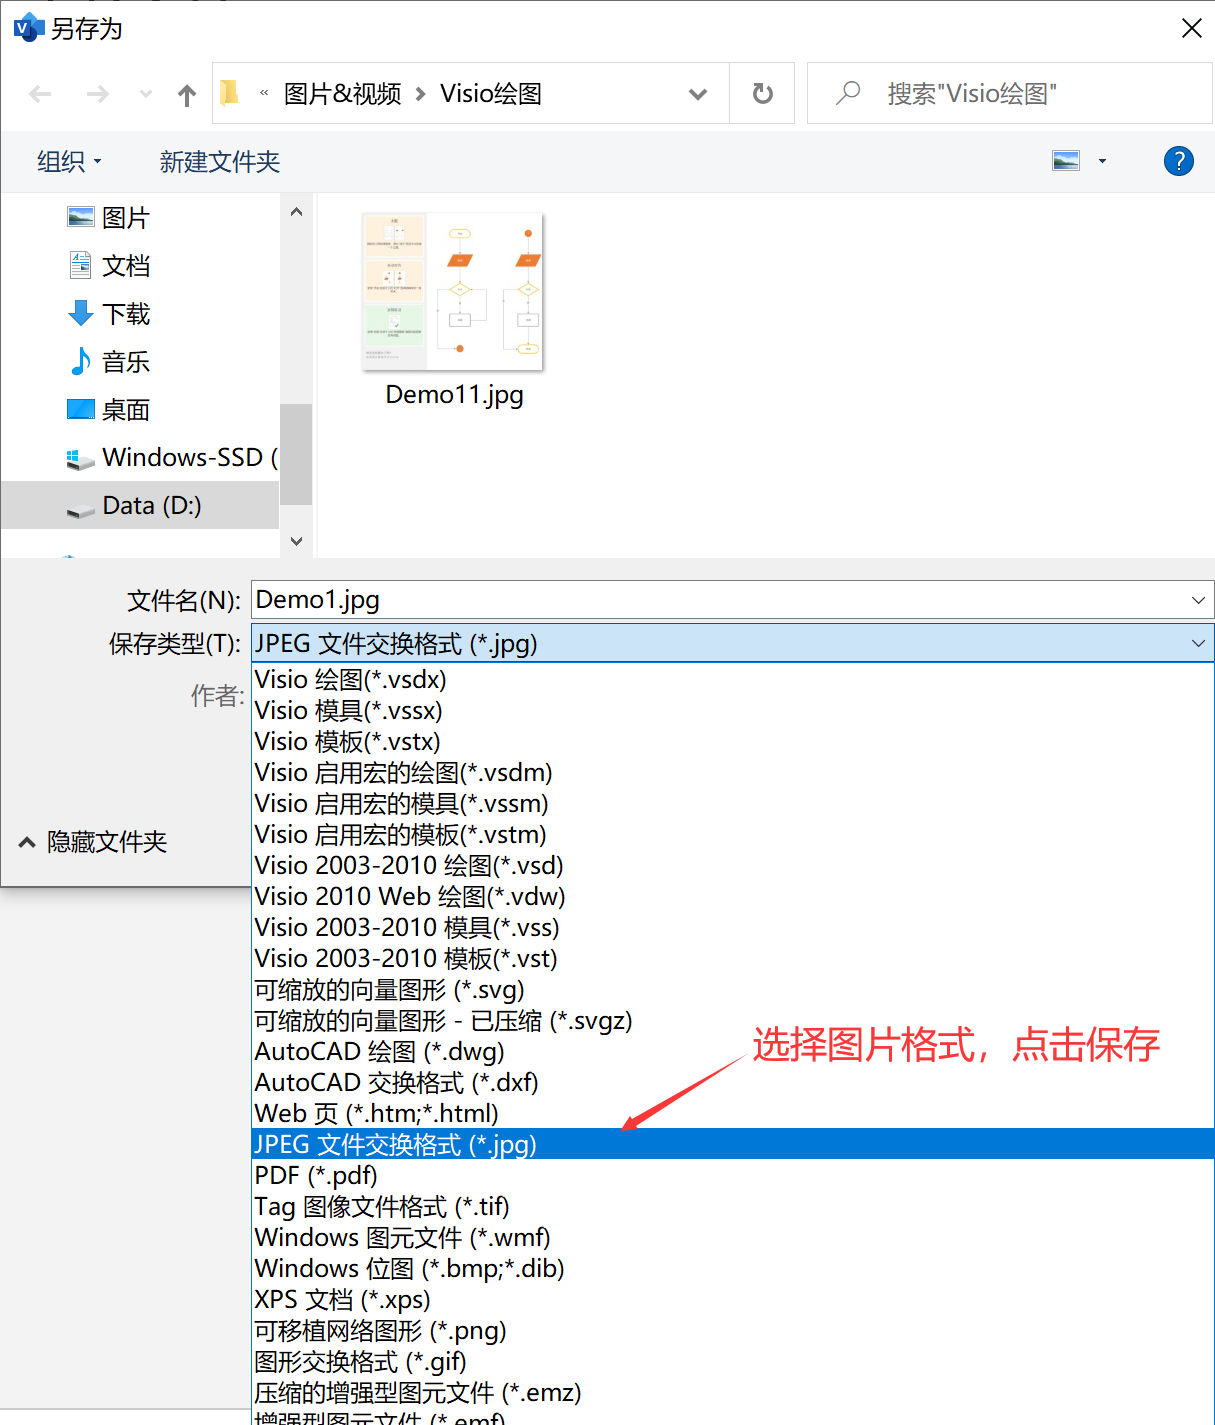 另存为
« 图片&视频 > Visio绘图
搜索"Visio绘图"
组织
新建文件夹
图片
文档
下载
音乐
桌面
Windows-SSD (
Data (D:)
Demo11.jpg
文件名(N): Demo1.jpg
保存类型(T): JPEG 文件交换格式 (*.jpg)
作者:
隐藏文件夹
Visio 绘图(*.vsdx)
Visio 模具(*.vssx)
Visio 模板(*.vstx)
Visio 启用宏的绘图(*.vsdm)
Visio 启用宏的模具(*.vssm)
Visio 启用宏的模板(*.vstm)
Visio 2003-2010 绘图(*.vsd)
Visio 2010 Web 绘图(*.vdw)
Visio 2003-2010 模具(*.vss)
Visio 2003-2010 模板(*.vst)
可缩放的向量图形 (*.svg)
可缩放的向量图形 - 已压缩 (*.svgz)
AutoCAD 绘图 (*.dwg)
AutoCAD 交换格式 (*.dxf)
Web 页 (*.htm;*.html)
选择图片格式，点击保存
JPEG 文件交换格式 (*.jpg)
PDF (*.pdf)
Tag 图像文件格式 (*.tif)
Windows 图元文件 (*.wmf)
Windows 位图 (*.bmp;*.dib)
XPS 文档 (*.xps)
可移植网络图形 (*.png)
图形交换格式 (*.gif)
压缩的增强型图元文件 (*.emz)
增强型图元文件 (*.emf)